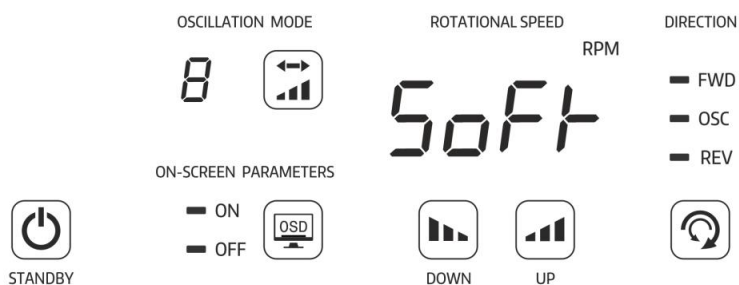 OSCILLATION MODE
ROTATIONAL SPEED
DIRECTION
RPM
8
SoFt
FWD
OSC
REV
ON-SCREEN PARAMETERS
ON
OFF
OSD
STANDBY
DOWN
UP